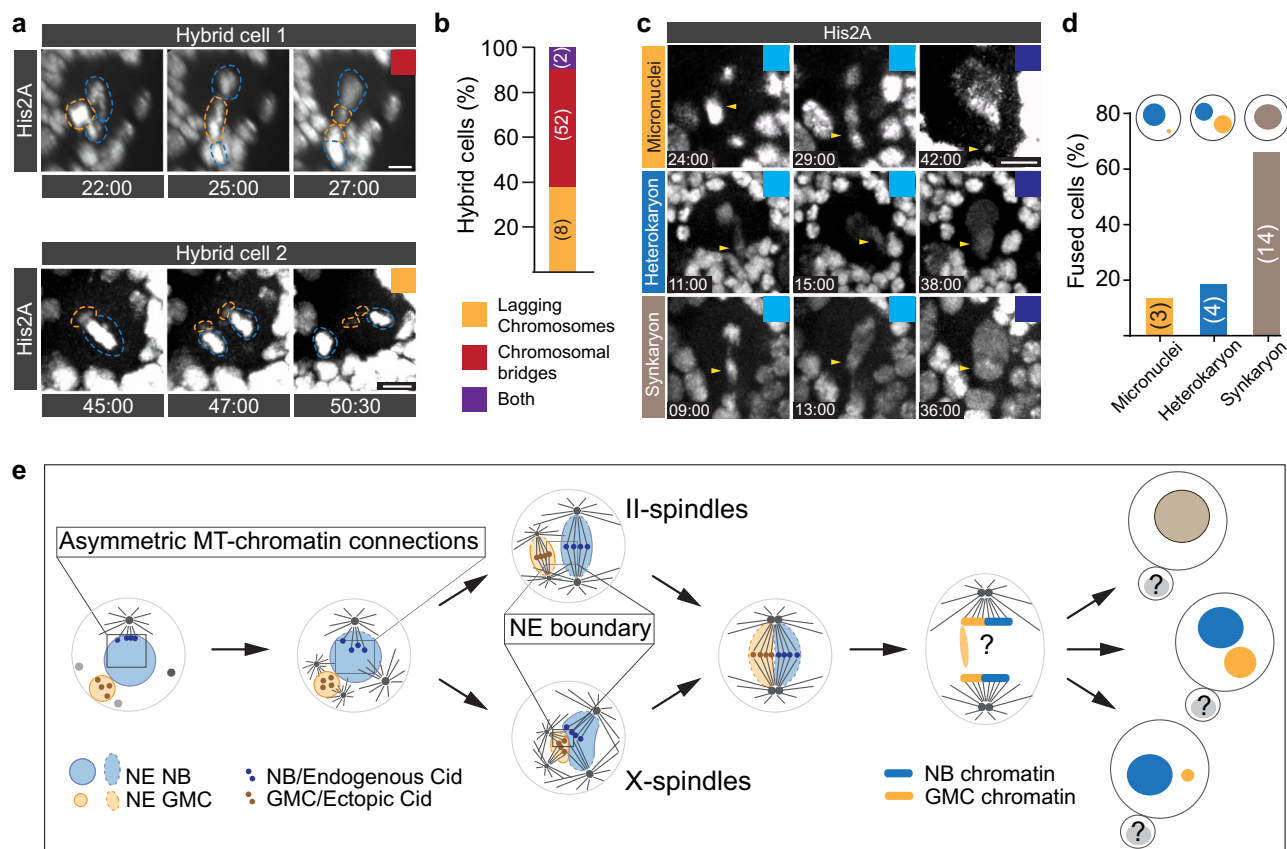 a
Hybrid cell 1
His2A
22:00
25:00
27:00
Hybrid cell 2
His2A
45:00
47:00
50:30
b
Hybrid cells (%)
100
80
60
40
20
(2)
(52)
(8)
Lagging
Chromosomes
Chromosomal
bridges
Both
c
His2A
Micronuclei
24:00
29:00
42:00
Heterokaryon
11:00
15:00
38:00
Synkaryon
09:00
13:00
36:00
d
Fused cells (%)
80
60
40
20
(3)
(4)
(14)
Micronuclei
Heterokaryon
Synkaryon
e
Asymmetric MT-chromatin connections
II-spindles
NE boundary
X-spindles
?
?
?
?
NE NB
NE GMC
NB/Endogenous Cid
GMC/Ectopic Cid
NB chromatin
GMC chromatin